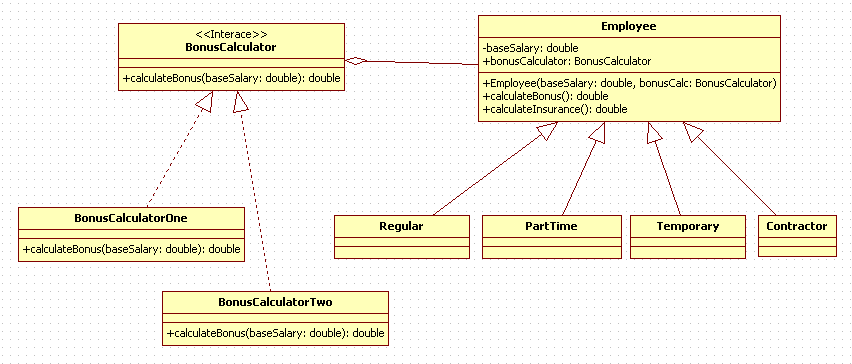 <<Interace>>
BonusCalculator
+calculateBonus(baseSalary: double): double
Employee
-baseSalary: double
+bonusCalculator: BonusCalculator
+Employee(baseSalary: double, bonusCalc: BonusCalculator)
+calculateBonus(): double
+calculateInsurance(): double
BonusCalculatorOne
+calculateBonus(baseSalary: double): double
Regular
PartTime
Temporary
Contractor
BonusCalculatorTwo
+calculateBonus(baseSalary: double): double